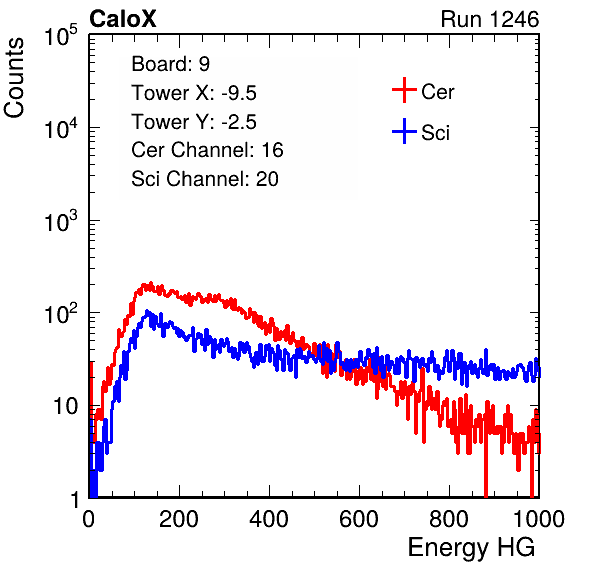 CaloX Run 1246
Counts
10^5
10^4
10^3
10^2
10
1
Board: 9
Tower X: -9.5
Tower Y: -2.5
Cer Channel: 16
Sci Channel: 20
Cer
Sci
0 200 400 600 800 1000
Energy HG